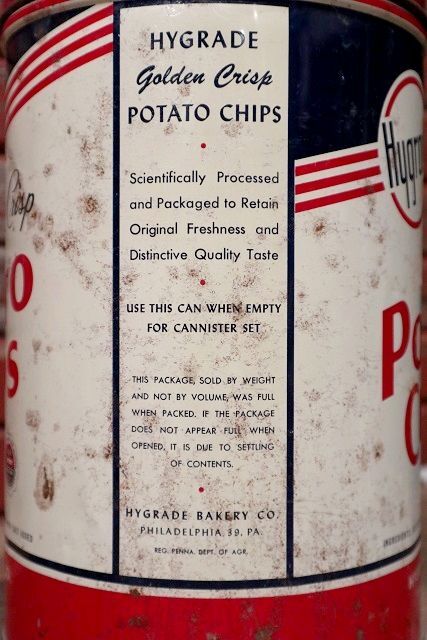 HYGRADE
Golden Crisp
POTATO CHIPS
Scientifically Processed
and Packaged to Retain
Original Freshness and
Distinctive Quality Taste
USE THIS CAN WHEN EMPTY
FOR CANNISTER SET
THIS PACKAGE, SOLD BY WEIGHT
AND NOT BY VOLUME, WAS FULL
WHEN PACKED. IF THE PACKAGE
DOES NOT APPEAR FULL WHEN
OPENED, IT IS DUE TO SETTLING
OF CONTENTS.
HYGRADE BAKERY CO.
PHILADELPHIA, 39, PA.
REG. PENNA. DEPT. OF AGR.
Crisp
O
S
Hygra
Po
C